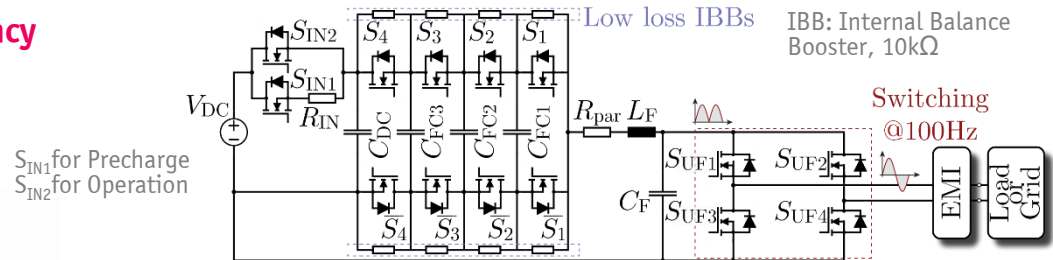 ncy
Low loss IBBs
IBB: Internal Balance
Booster, 10kΩ
S_IN2
S_IN1
R_IN
V_DC
S_IN1 for Precharge
S_IN2 for Operation
S_4
S_3
S_2
S_1
C_DC
C_FC3
C_FC2
C_FC1
S̅_4
S̅_3
S̅_2
S̅_1
R_par
L_F
C_F
Switching
@100Hz
S_UF1
S_UF2
S_UF3
S_UF4
EMI
Load
or
Grid